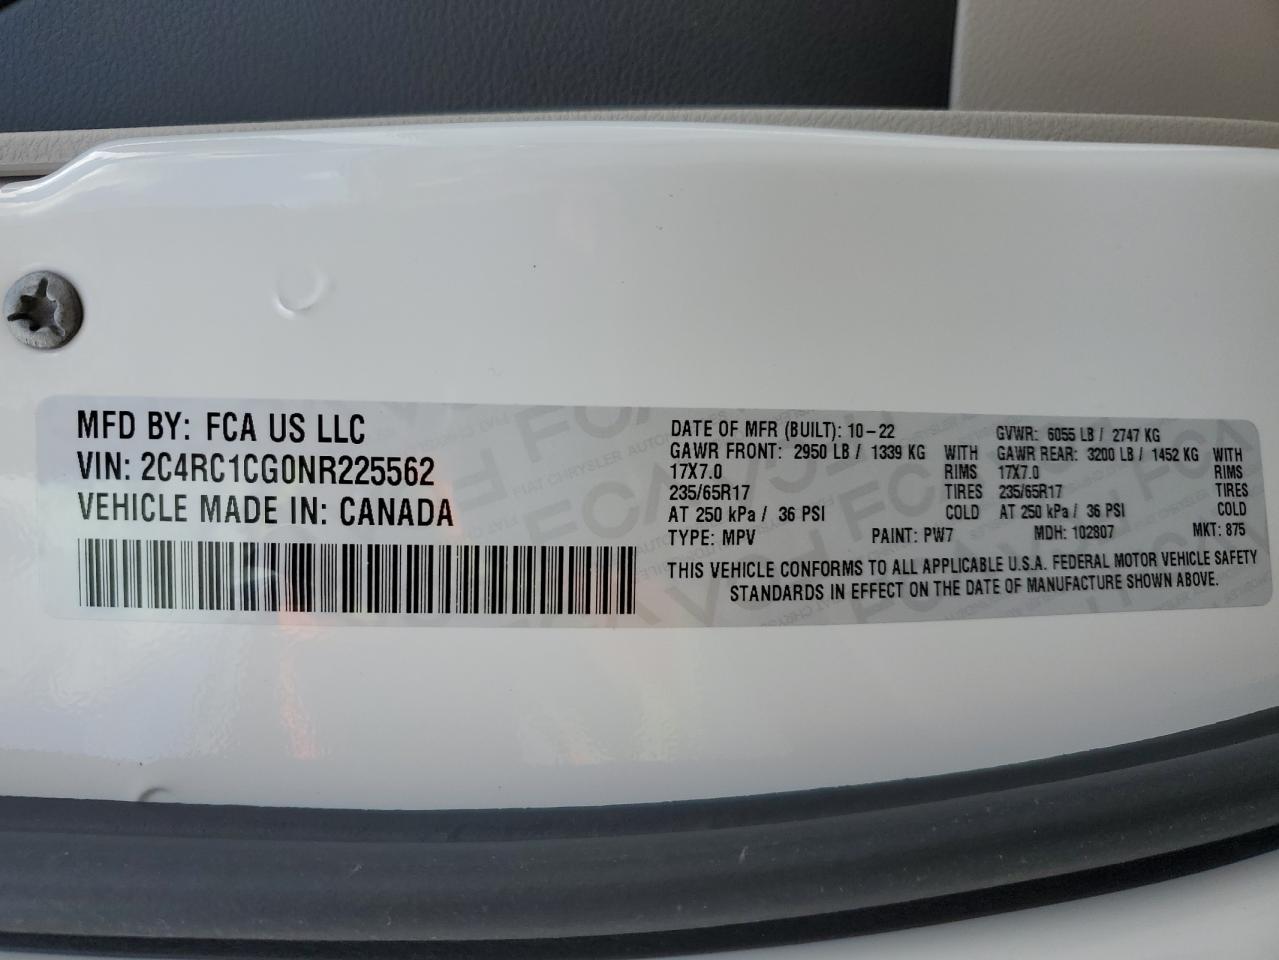 MFD BY: FCA US LLC
VIN: 2C4RC1CG0NR225562
VEHICLE MADE IN: CANADA
DATE OF MFR (BUILT): 10-22 GVWR: 6055 LB / 2747 KG
GAWR FRONT: 2950 LB / 1339 KG WITH GAWR REAR: 3200 LB / 1452 KG WITH
17X7.0 RIMS 17X7.0 RIMS
235/65R17 TIRES 235/65R17 TIRES
AT 250 kPa / 36 PSI COLD AT 250 kPa / 36 PSI COLD
TYPE: MPV PAINT: PW7 MDH: 102807 MKT: 875
THIS VEHICLE CONFORMS TO ALL APPLICABLE U.S.A. FEDERAL MOTOR VEHICLE SAFETY
STANDARDS IN EFFECT ON THE DATE OF MANUFACTURE SHOWN ABOVE.